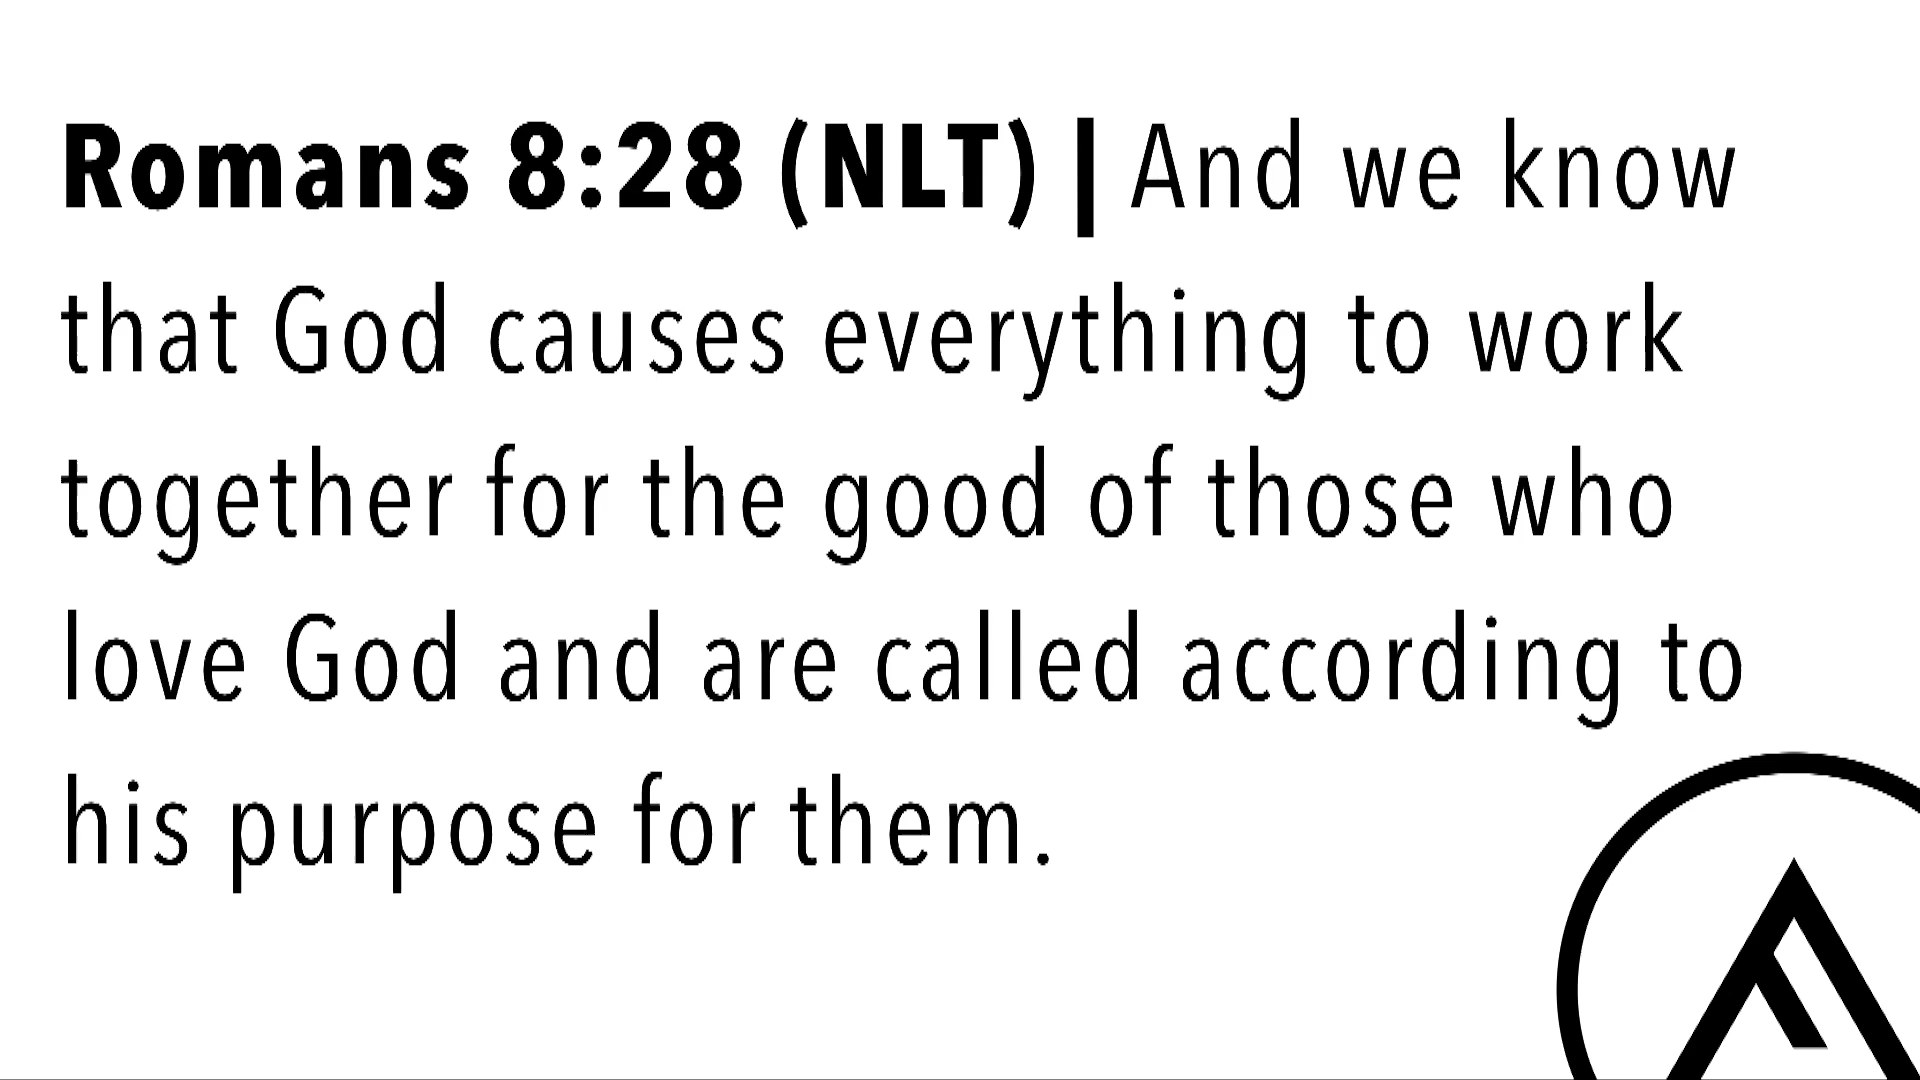 Romans 8:28 (NLT) | And we know
that God causes everything to work
together for the good of those who
love God and are called according to
his purpose for them.